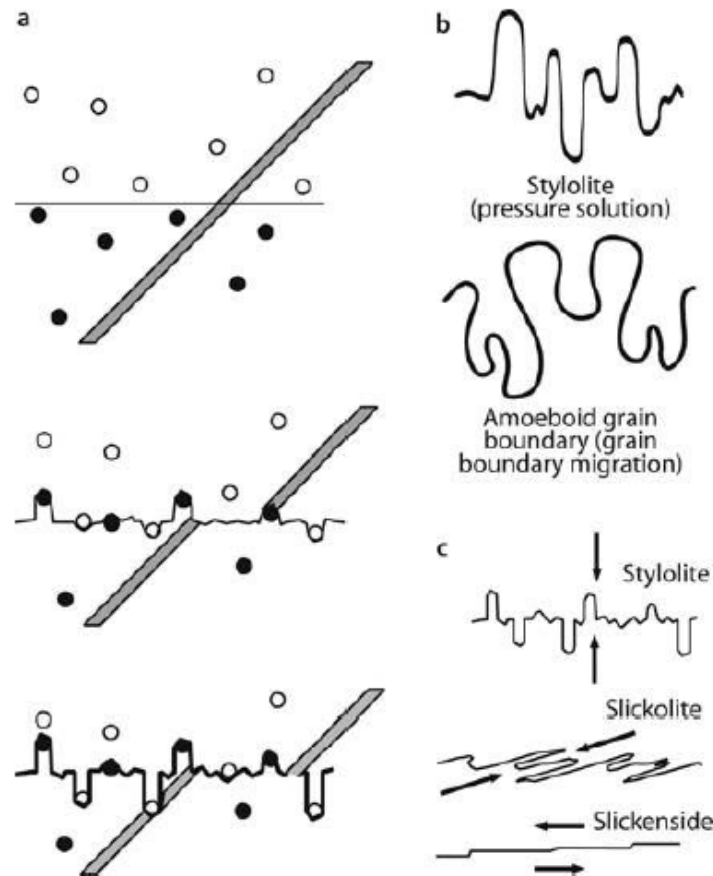 a
b
Stylolite
(pressure solution)
Amoeboid grain
boundary (grain
boundary migration)
c
Stylolite
Slickolite
Slickenside